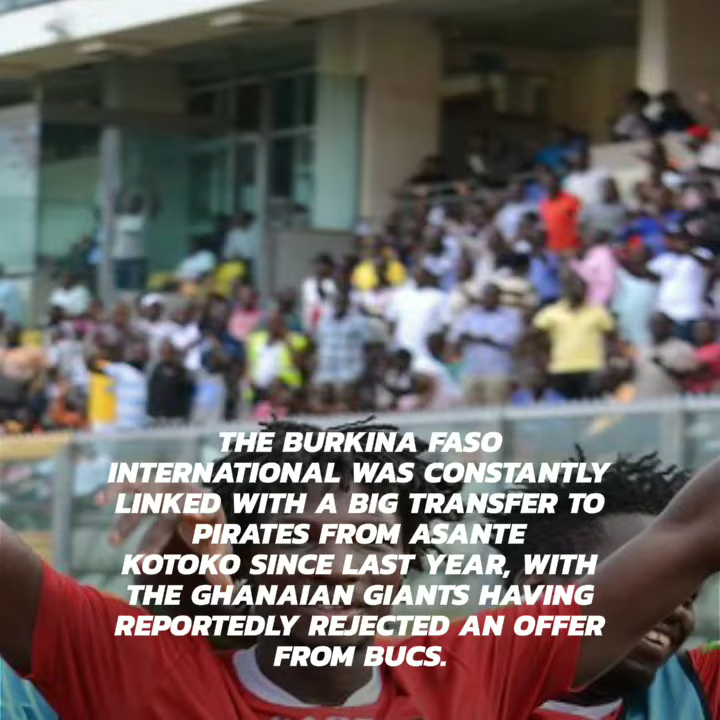 THE BURKINA FASO
INTERNATIONAL WAS CONSTANTLY
LINKED WITH A BIG TRANSFER TO
PIRATES FROM ASANTE
KOTOKO SINCE LAST YEAR, WITH
THE GHANAIAN GIANTS HAVING
REPORTEDLY REJECTED AN OFFER
FROM BUCS.